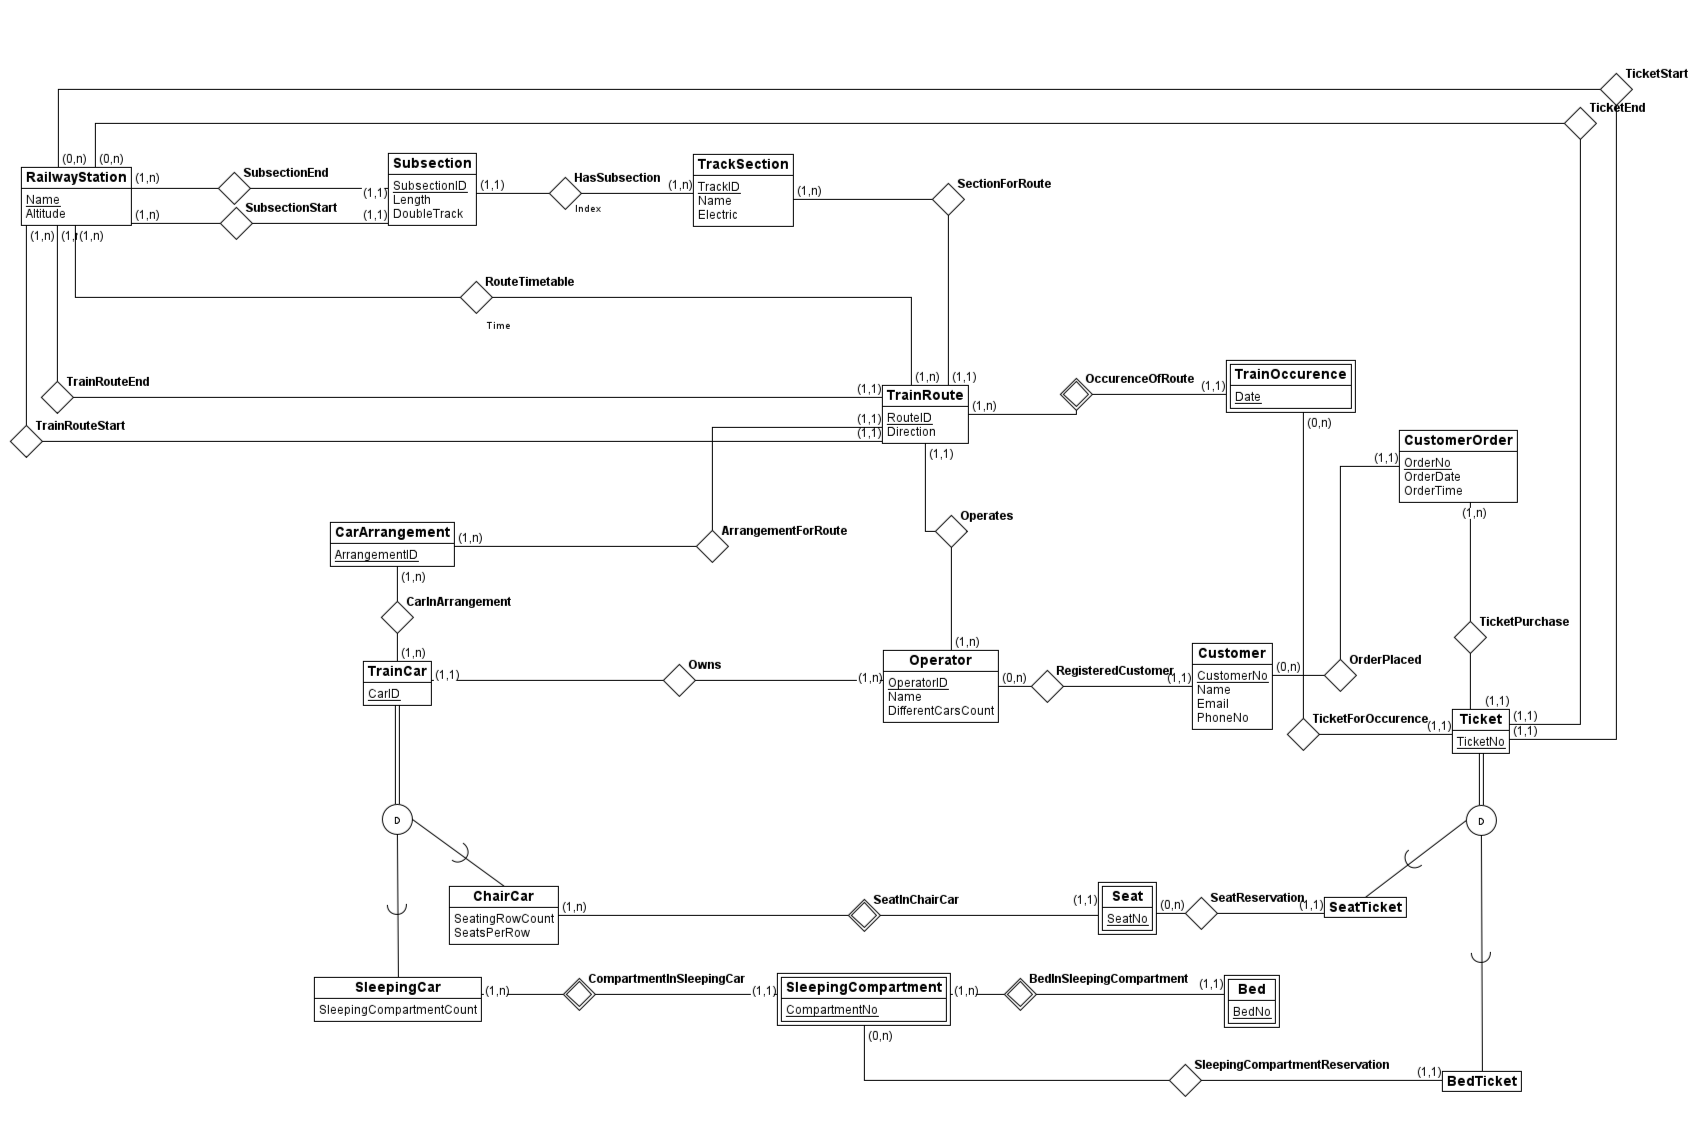 TicketStart
TicketEnd
(0,n) (0,n)
RailwayStation
Name
Altitude
(1,n)
SubsectionEnd
(1,1)
(1,n)
SubsectionStart
(1,1)
Subsection
SubsectionID
Length
DoubleTrack
(1,1)
HasSubsection
Index
(1,n)
TrackSection
TrackID
Name
Electric
(1,n)
SectionForRoute
(1,n) (1,n)
RouteTimetable
Time
TrainRouteEnd
TrainRouteStart
(1,n) (1,1)
(1,1)
(1,1)
(1,1)
TrainRoute
RouteID
Direction
(1,n)
OccurenceOfRoute
(1,1)
TrainOccurence
Date
(0,n)
(1,1)
CustomerOrder
OrderNo
OrderDate
OrderTime
(1,1)
(1,n)
Operates
CarArrangement
ArrangementID
(1,n)
ArrangementForRoute
(1,n)
CarInArrangement
(1,n)
TrainCar
CarID
(1,1)
Owns
(1,n)
(1,n)
Operator
OperatorID
Name
DifferentCarsCount
(0,n)
RegisteredCustomer
(1,1)
Customer
CustomerNo
Name
Email
PhoneNo
(0,n)
OrderPlaced
TicketPurchase
TicketForOccurence
(1,1)
(1,1)
Ticket
TicketNo
(1,1)
(1,1)
D
D
ChairCar
SeatingRowCount
SeatsPerRow
(1,n)
SeatInChairCar
(1,1)
Seat
SeatNo
(0,n)
SeatReservation
(1,1)
SeatTicket
SleepingCar
SleepingCompartmentCount
(1,n)
CompartmentInSleepingCar
(1,1)
SleepingCompartment
CompartmentNo
(1,n)
BedInSleepingCompartment
(1,1)
Bed
BedNo
(0,n)
SleepingCompartmentReservation
(1,1)
BedTicket